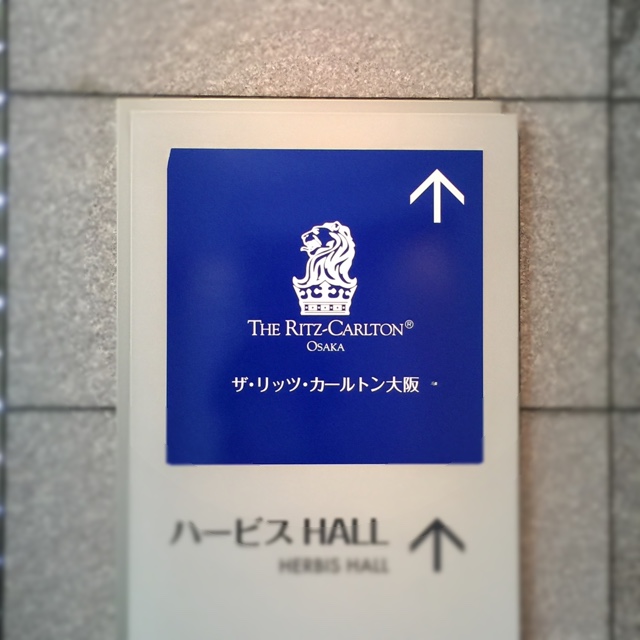 THE RITZ-CARLTON®
OSAKA
ザ・リッツ・カールトン大阪
ハービス HALL
HERBIS HALL